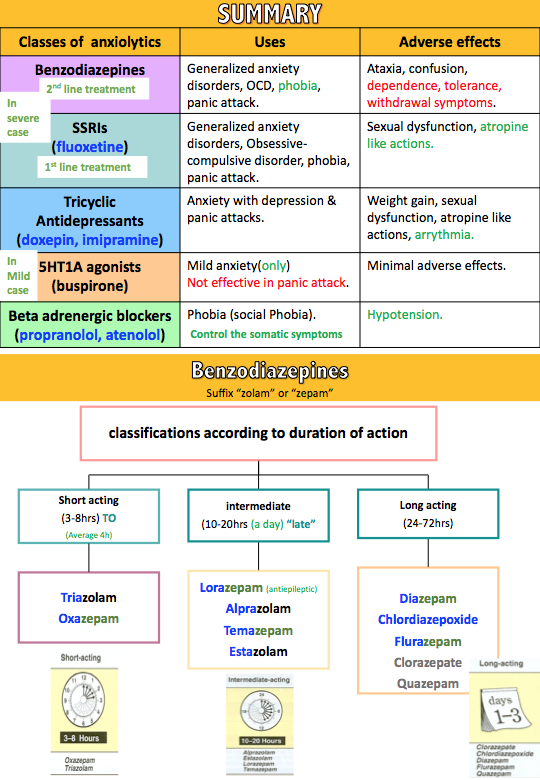 SUMMARY
Classes of anxiolytics
Uses
Adverse effects
Benzodiazepines
2nd line treatment
Generalized anxiety
disorders, OCD, phobia,
panic attack.
Ataxia, confusion,
dependence, tolerance,
withdrawal symptoms.
In
severe
case
SSRIs
(fluoxetine)
1st line treatment
Generalized anxiety
disorders, Obsessive-
compulsive disorder, phobia,
panic attack.
Sexual dysfunction, atropine
like actions.
Tricyclic
Antidepressants
(doxepin, imipramine)
Anxiety with depression &
panic attacks.
Weight gain, sexual
dysfunction, atropine like
actions, arrythmia.
In
Mild
case
5HT1A agonists
(buspirone)
Mild anxiety(only)
Not effective in panic attack.
Minimal adverse effects.
Beta adrenergic blockers
(propranolol, atenolol)
Phobia (social Phobia).
Control the somatic symptoms
Hypotension.
Benzodiazepines
Suffix “zolam” or “zepam”
classifications according to duration of action
Short acting
(3-8hrs) TO
(Average 4h)
intermediate
(10-20hrs (a day) “late”
Long acting
(24-72hrs)
Triazolam
Oxazepam
Lorazepam (antiepileptic)
Alprazolam
Temazepam
Estazolam
Diazepam
Chlordiazepoxide
Flurazepam
Clorazepate
Quazepam
Short-acting
3–8 Hours
Oxazepam
Triazolam
Intermediate-acting
10–20 Hours
Alprazolam
Estazolam
Lorazepam
Temazepam
Long-acting
days
1–3
Clorazepate
Chlordiazepoxide
Diazepam
Flurazepam
Quazepam